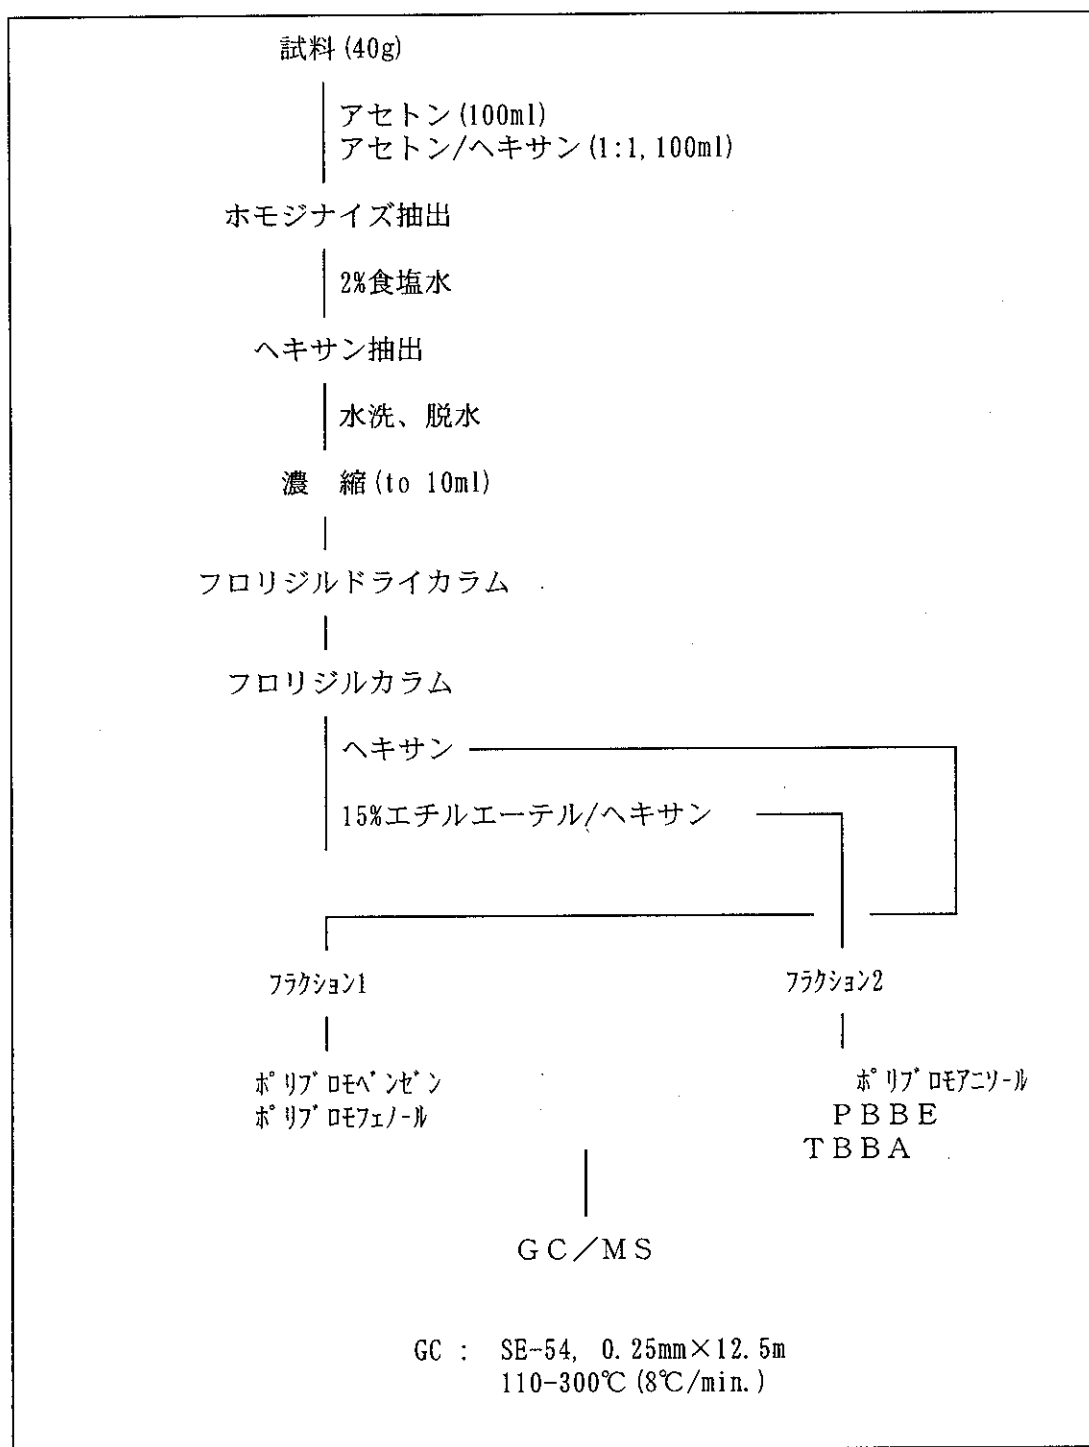 試料(40g)
アセトン(100ml)
アセトン/ヘキサン(1:1, 100ml)
ホモジナイズ抽出
2%食塩水
ヘキサン抽出
水洗、脱水
濃　縮(to 10ml)
フロリジルドライカラム
フロリジルカラム
ヘキサン
15%エチルエーテル/ヘキサン
ﾌﾗｸｼｮﾝ1
ﾌﾗｸｼｮﾝ2
ﾎﾟﾘﾌﾞﾛﾓﾍﾞﾝｾﾞﾝ
ﾎﾟﾘﾌﾞﾛﾓﾌｪﾉｰﾙ
ﾎﾟﾘﾌﾞﾛﾓｱﾆｿｰﾙ
ＰＢＢＥ
ＴＢＢＡ
ＧＣ／ＭＳ
GC : SE-54, 0.25mm×12.5m
110-300℃(8℃/min.)